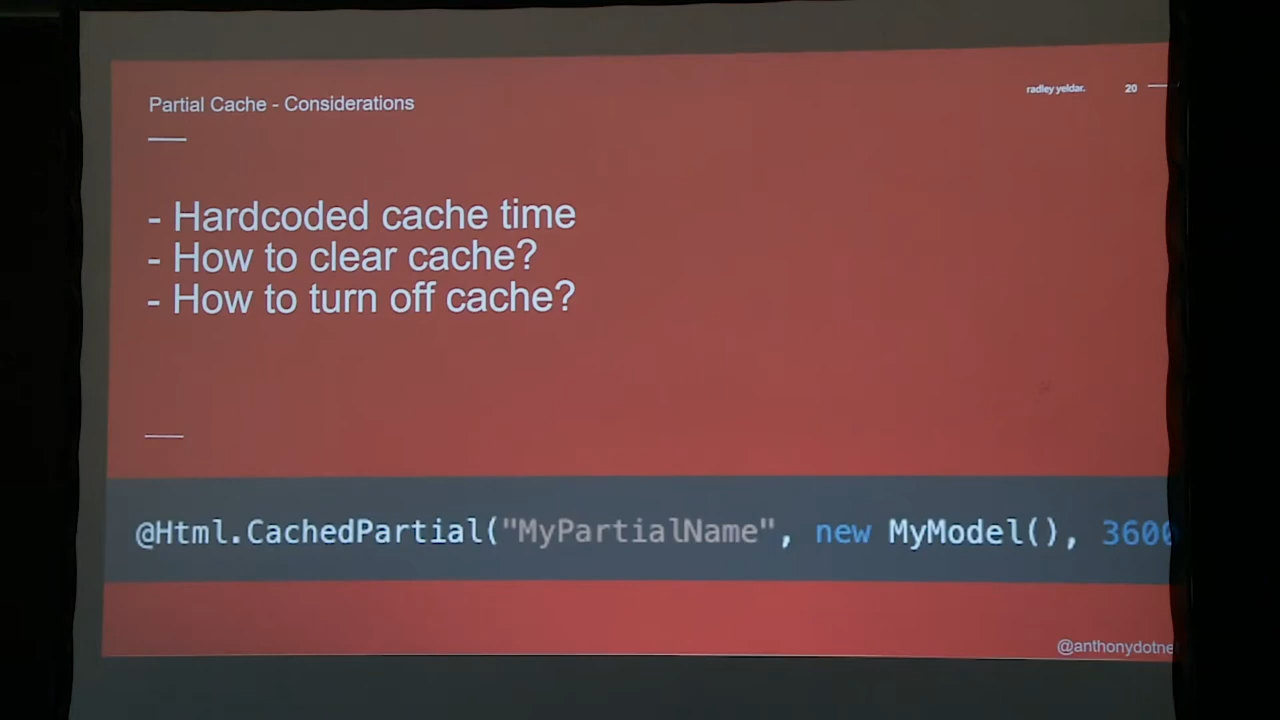 Partial Cache - Considerations
radley yeldar.
20
- Hardcoded cache time
- How to clear cache?
- How to turn off cache?
@Html.CachedPartial("MyPartialName", new MyModel(), 3600
@anthonydotnet